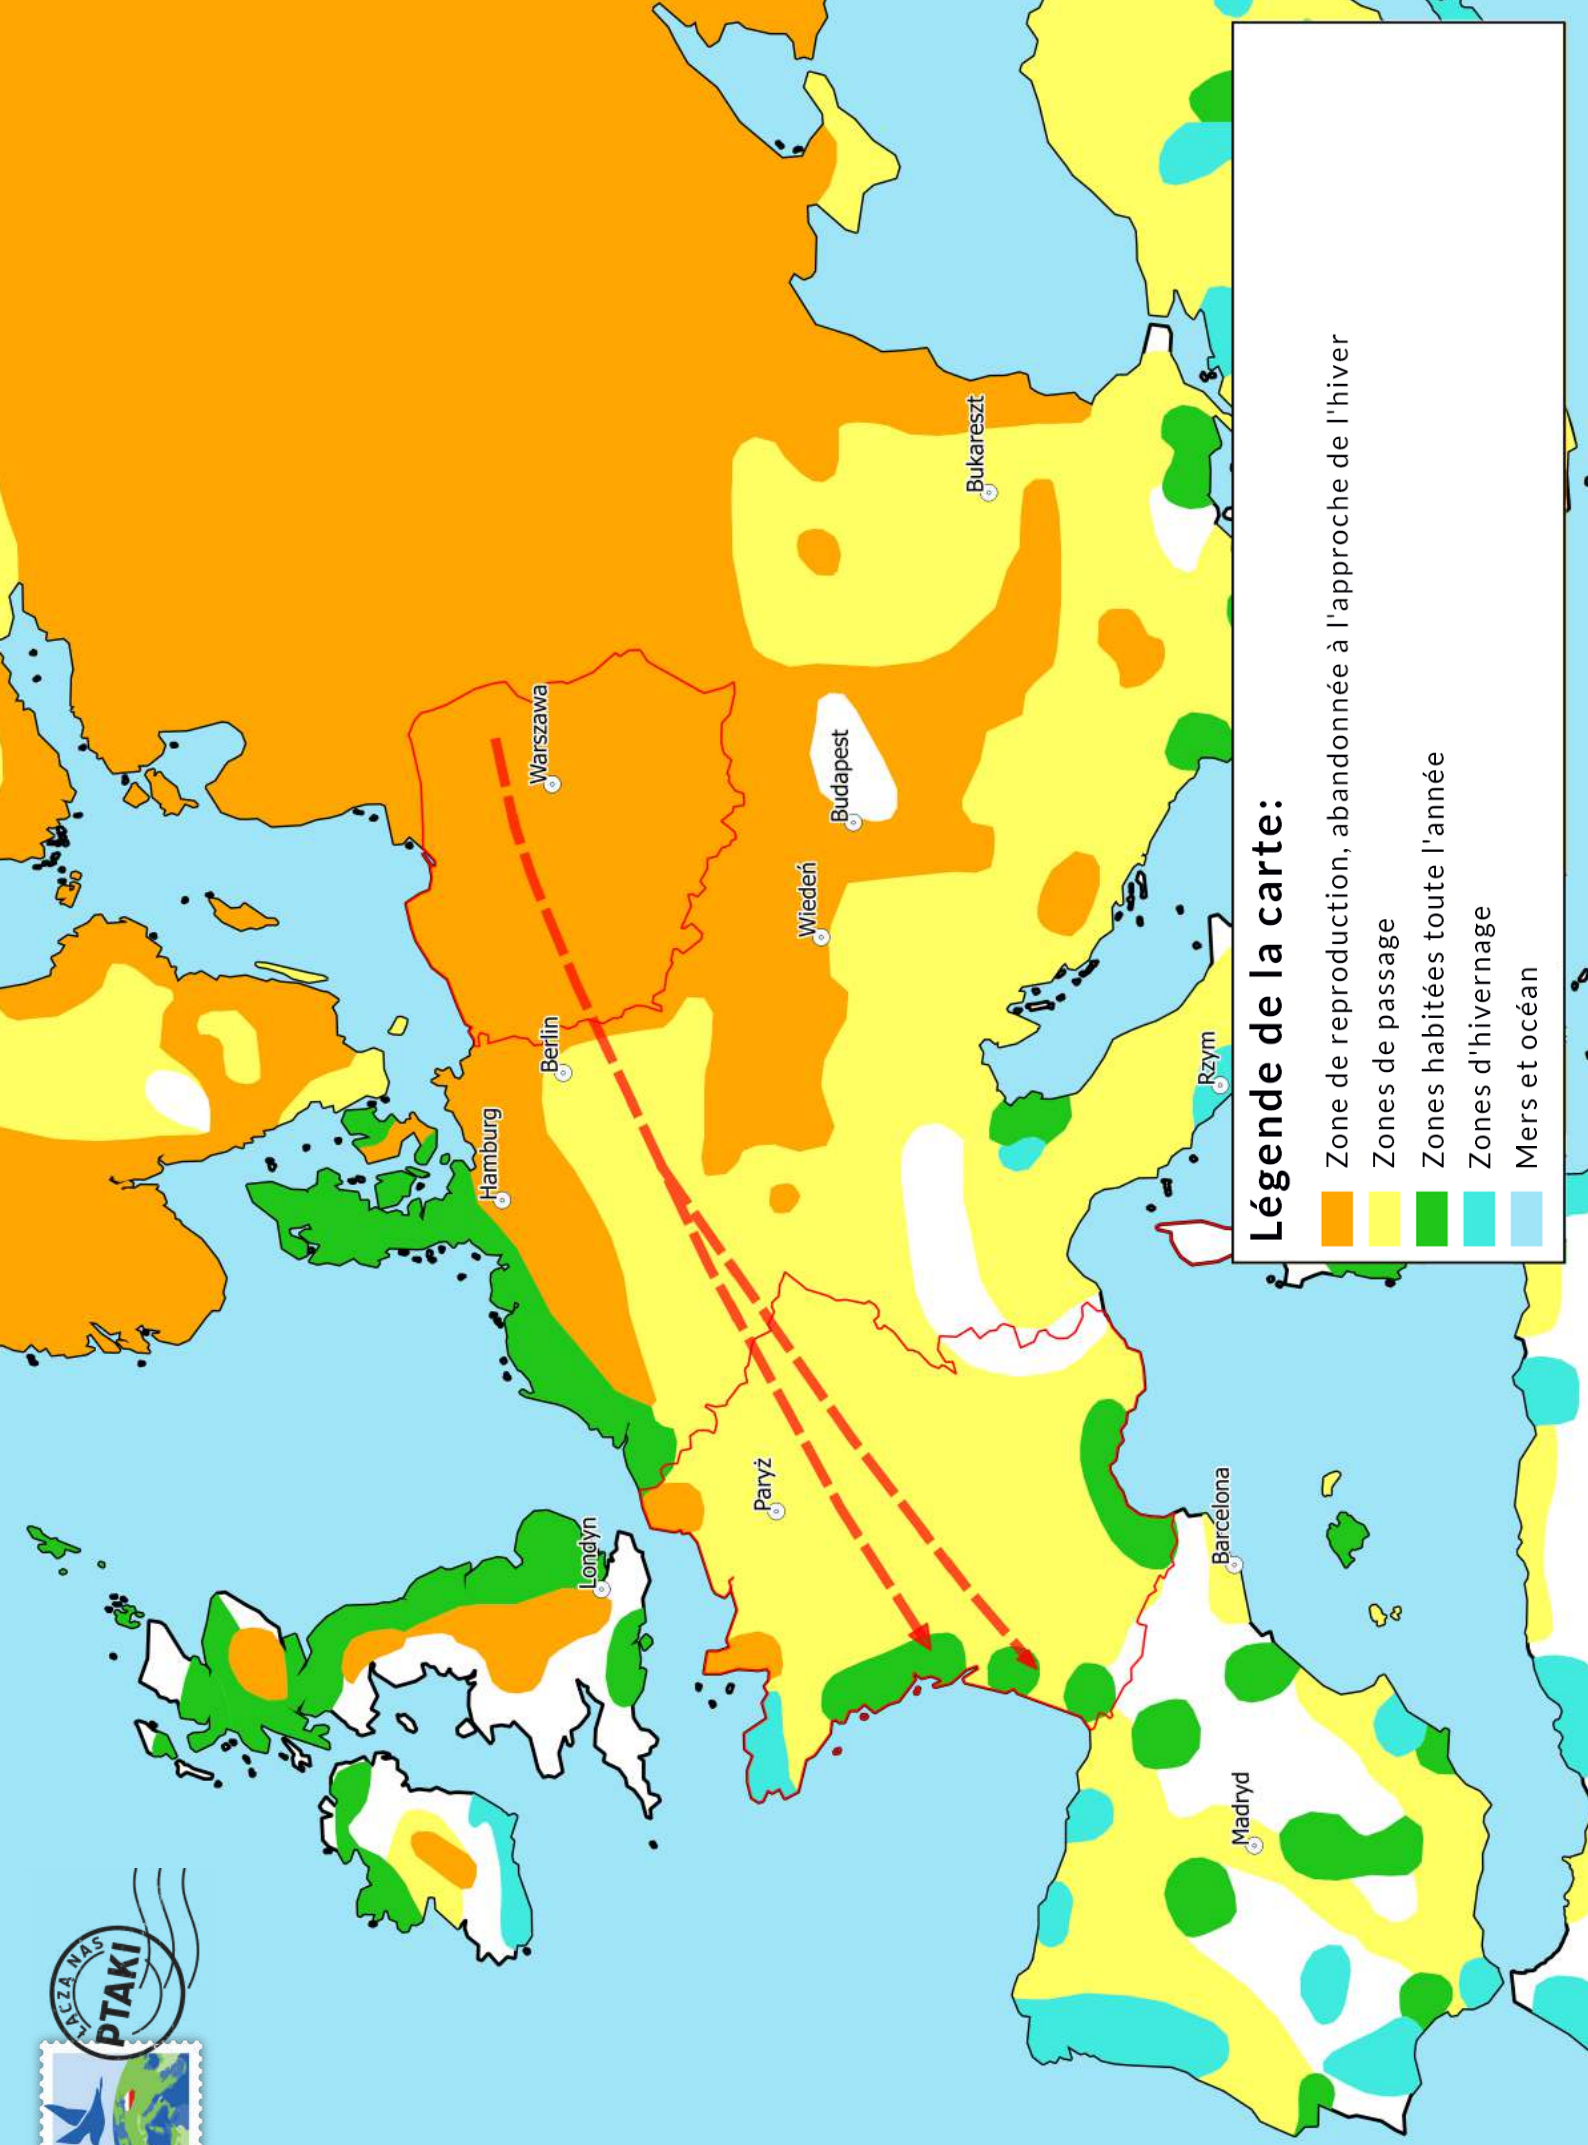 ŁĄCZĄ NAS
PTAKI
Londyn
Hamburg
Berlin
Warszawa
Paryż
Wiedeń
Budapest
Bukareszt
Madryd
Barcelona
Rzym
Légende de la carte:
Zone de reproduction, abandonnée à l'approche de l'hiver
Zones de passage
Zones habitées toute l'année
Zones d'hivernage
Mers et océan